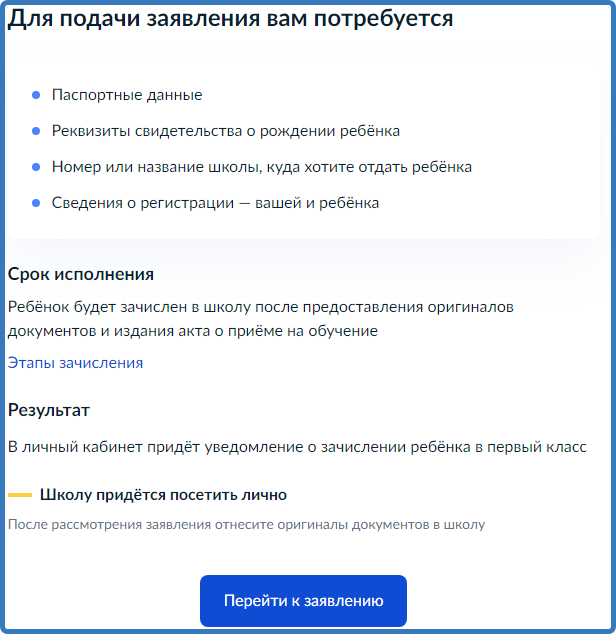 Для подачи заявления вам потребуется
Паспортные данные
Реквизиты свидетельства о рождении ребёнка
Номер или название школы, куда хотите отдать ребёнка
Сведения о регистрации — вашей и ребёнка
Срок исполнения
Ребёнок будет зачислен в школу после предоставления оригиналов
документов и издания акта о приёме на обучение
Этапы зачисления
Результат
В личный кабинет придёт уведомление о зачислении ребёнка в первый класс
Школу придётся посетить лично
После рассмотрения заявления отнесите оригиналы документов в школу
Перейти к заявлению